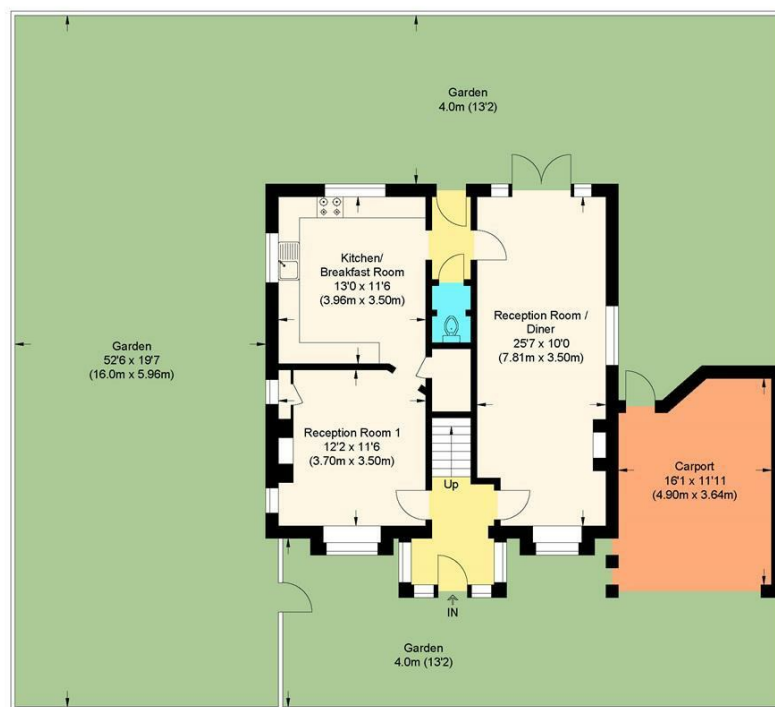 Garden
4.0m (13'2)
Kitchen/
Breakfast Room
13'0 x 11'6
(3.96m x 3.50m)
Reception Room /
Diner
25'7 x 10'0
(7.81m x 3.50m)
Garden
52'6 x 19'7
(16.0m x 5.96m)
Reception Room 1
12'2 x 11'6
(3.70m x 3.50m)
Up
Carport
16'1 x 11'11
(4.90m x 3.64m)
IN
Garden
4.0m (13'2)